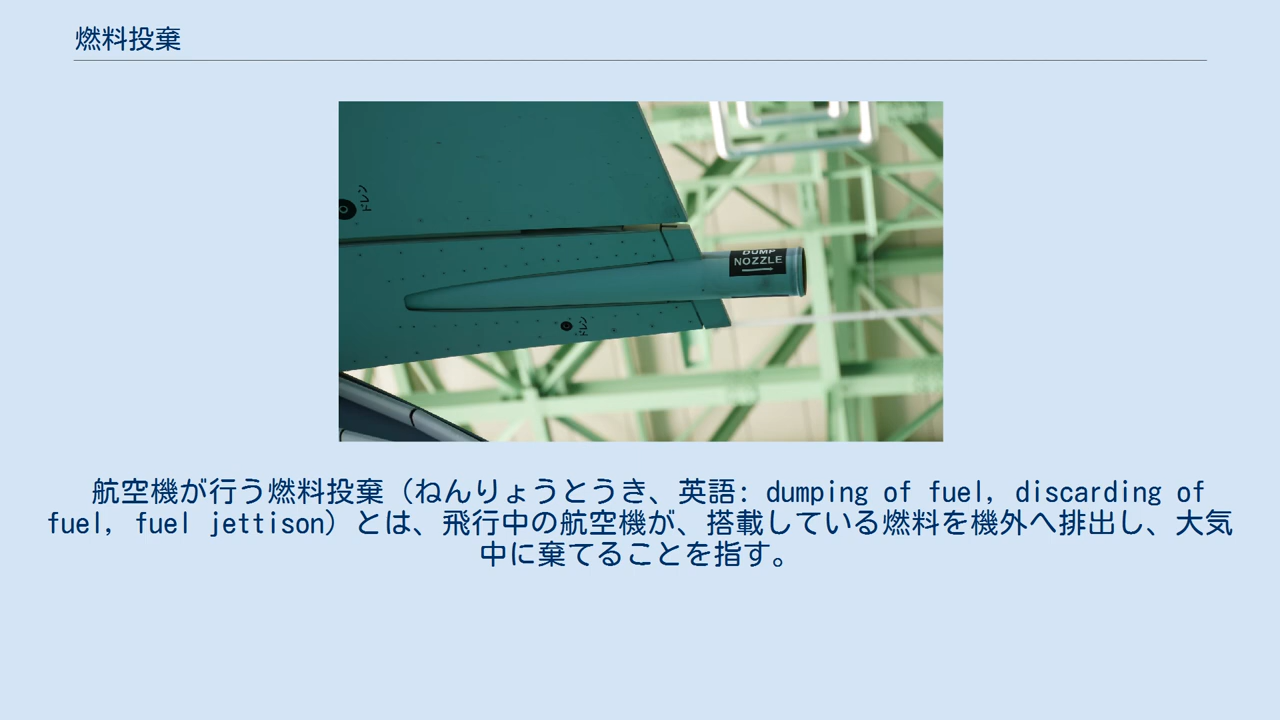 燃料投棄
ドレン
DUMP
NOZZLE
ドレン
航空機が行う燃料投棄（ねんりょうとうき、英語: dumping of fuel, discarding of
fuel, fuel jettison）とは、飛行中の航空機が、搭載している燃料を機外へ排出し、大気
中に棄てることを指す。